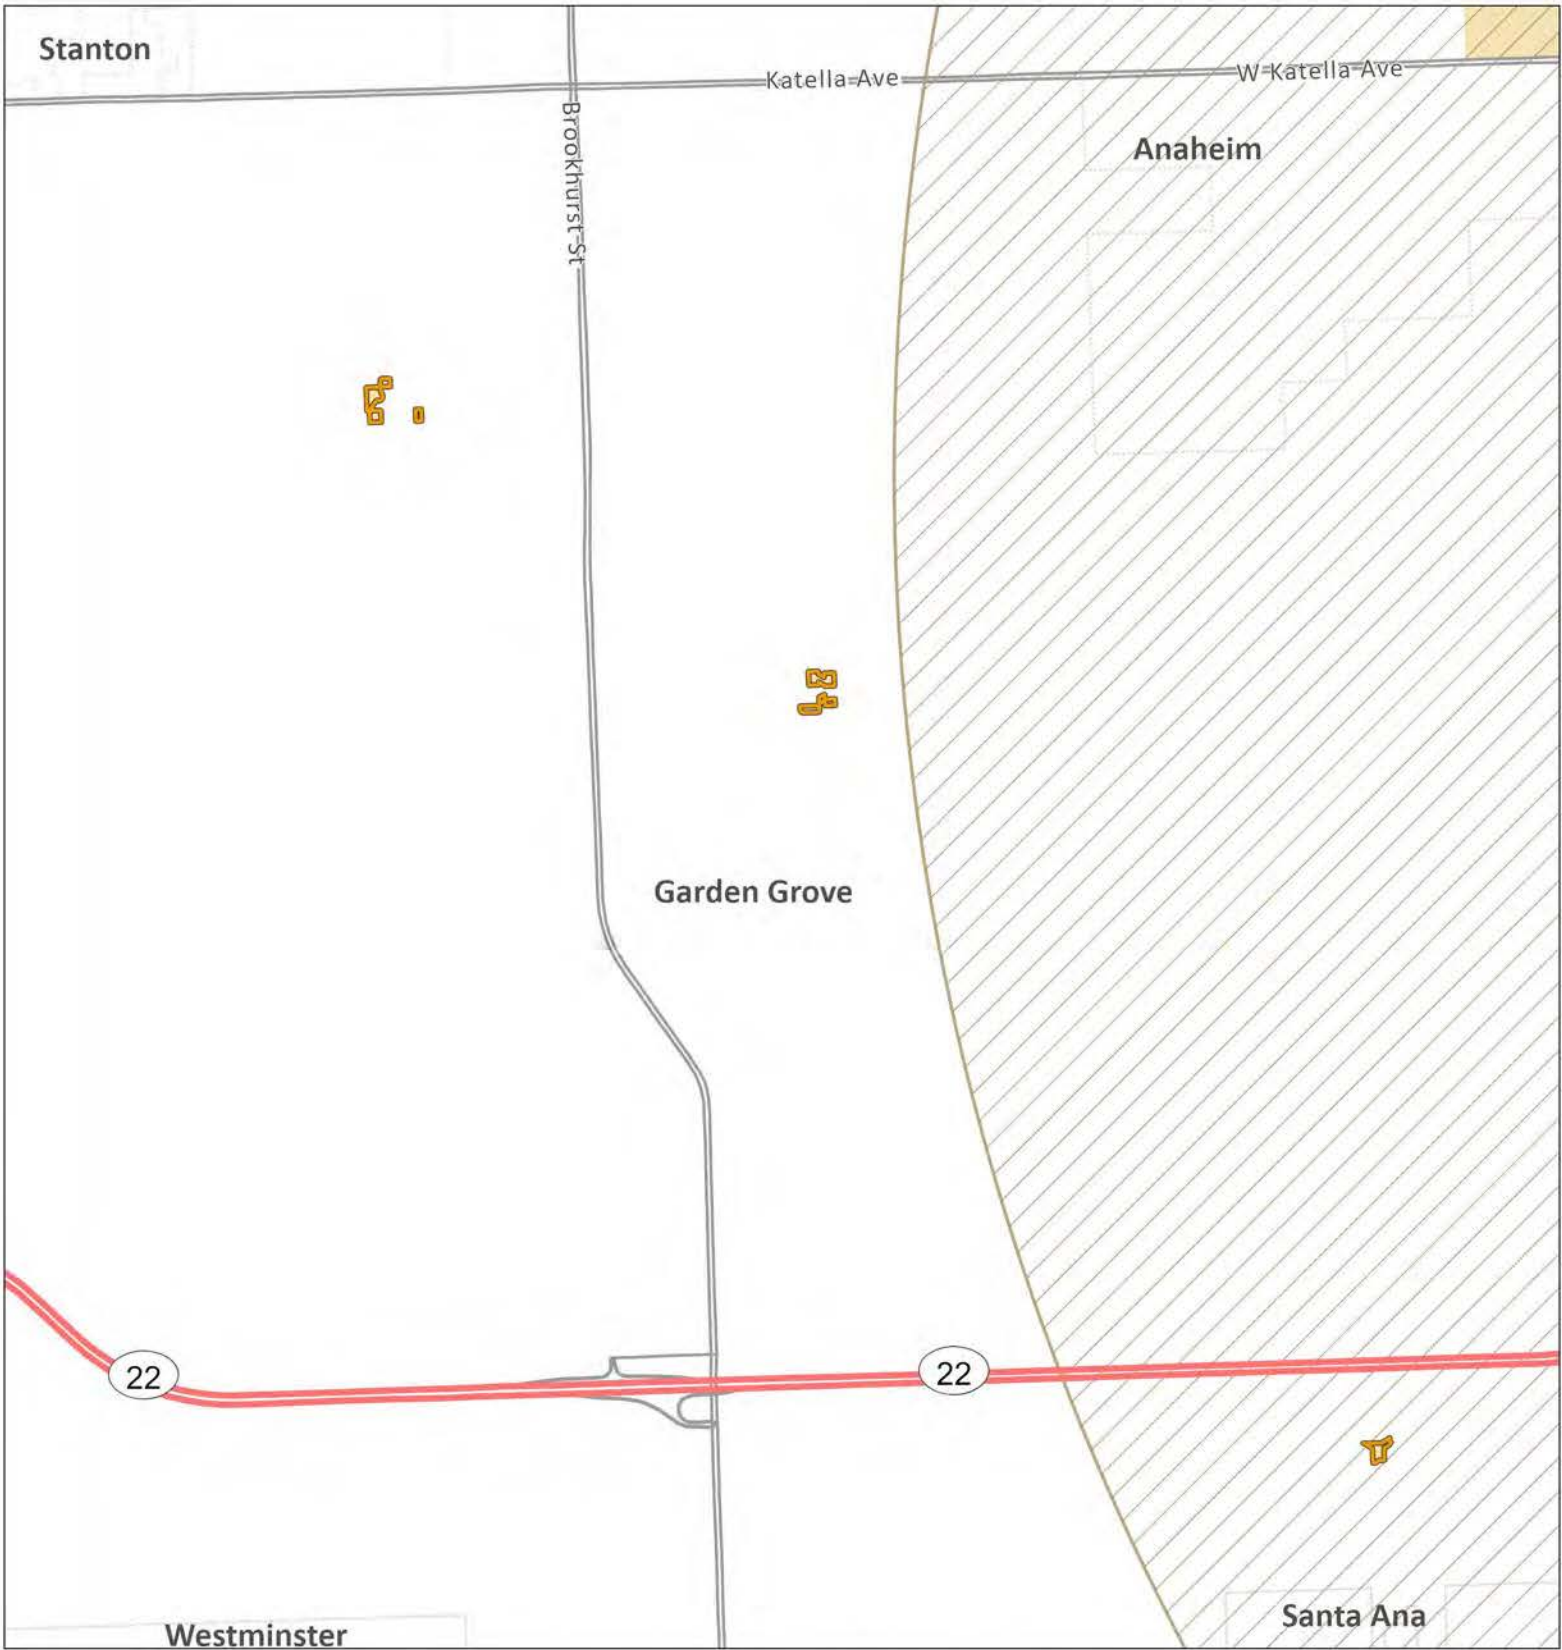 Stanton
Katella Ave
W Katella Ave
Brookhurst St
Anaheim
Garden Grove
22
22
Santa Ana
Westminster